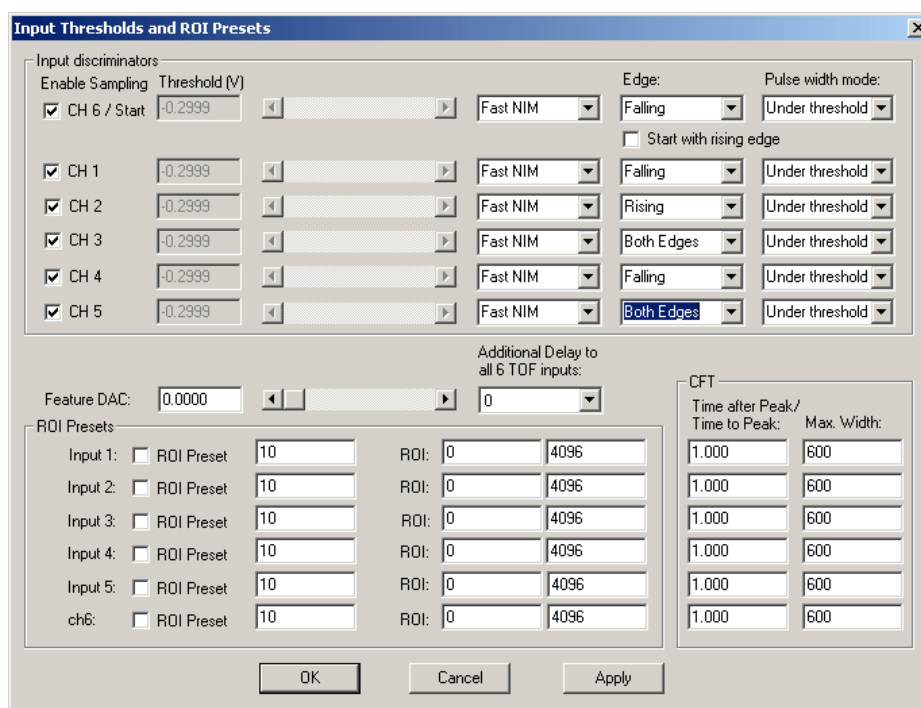 Input Thresholds and ROI Presets
Input discriminators
Enable Sampling Threshold (V) Edge: Pulse width mode:
CH 6 / Start -0.2999 Fast NIM Falling Under threshold
Start with rising edge
CH 1 -0.2999 Fast NIM Falling Under threshold
CH 2 -0.2999 Fast NIM Rising Under threshold
CH 3 -0.2999 Fast NIM Both Edges Under threshold
CH 4 -0.2999 Fast NIM Falling Under threshold
CH 5 -0.2999 Fast NIM Both Edges Under threshold
Additional Delay to
all 6 TOF inputs:
Feature DAC: 0.0000 0
CFT
Time after Peak/
Time to Peak: Max. Width:
ROI Presets
Input 1: ROI Preset 10 ROI: 0 4096 1.000 600
Input 2: ROI Preset 10 ROI: 0 4096 1.000 600
Input 3: ROI Preset 10 ROI: 0 4096 1.000 600
Input 4: ROI Preset 10 ROI: 0 4096 1.000 600
Input 5: ROI Preset 10 ROI: 0 4096 1.000 600
ch6: ROI Preset 10 ROI: 0 4096 1.000 600
OK Cancel Apply